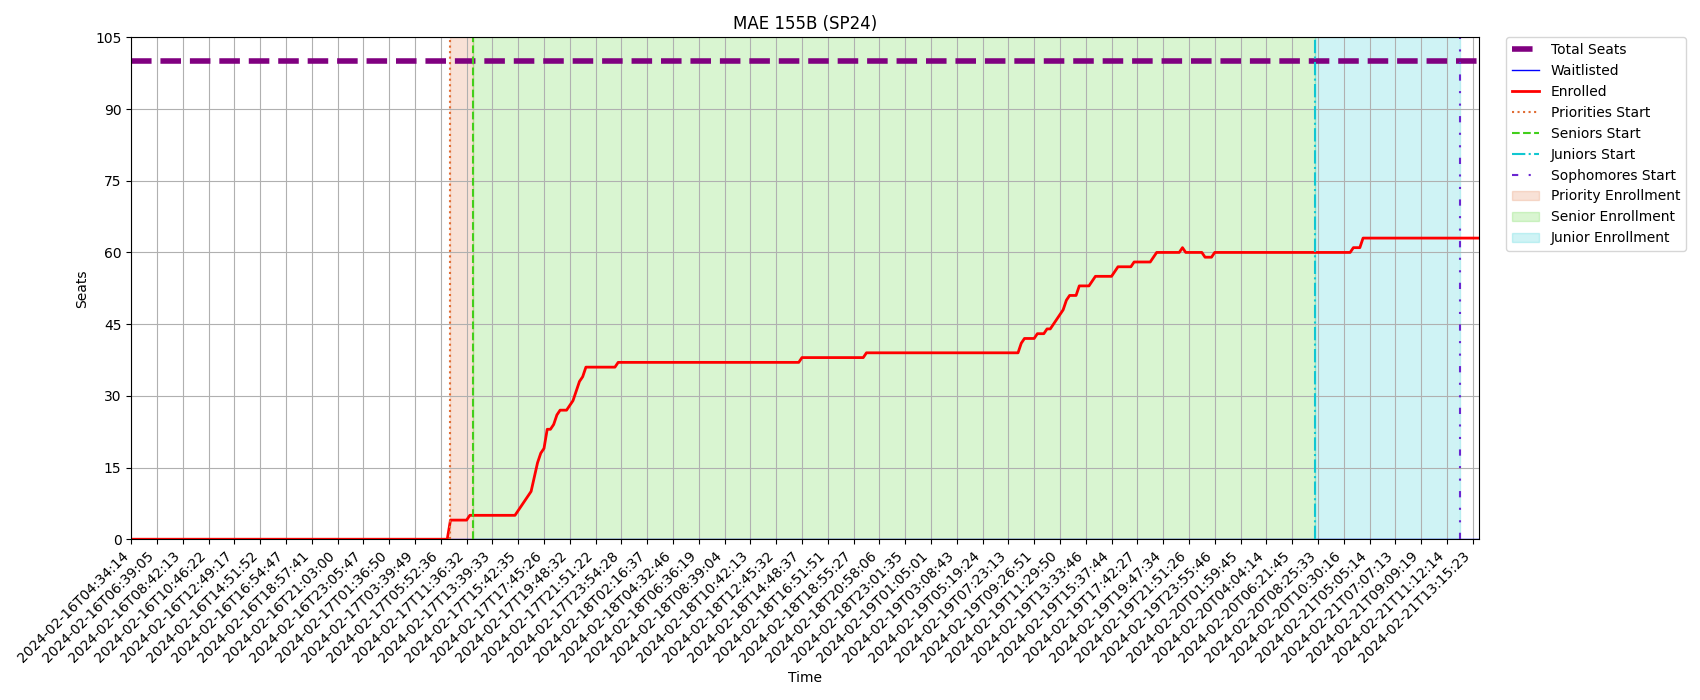 MAE 155B (SP24)
105
90
75
60
45
30
15
0
Seats
2024-02-16T04:34:14
2024-02-16T06:39:05
2024-02-16T08:42:13
2024-02-16T10:46:22
2024-02-16T12:49:17
2024-02-16T14:51:52
2024-02-16T16:54:47
2024-02-16T18:57:41
2024-02-16T21:03:00
2024-02-16T23:05:47
2024-02-17T01:36:50
2024-02-17T03:39:49
2024-02-17T05:52:36
2024-02-17T11:36:32
2024-02-17T13:39:33
2024-02-17T15:42:35
2024-02-17T17:45:26
2024-02-17T19:48:32
2024-02-17T21:51:22
2024-02-17T23:54:28
2024-02-18T02:16:37
2024-02-18T04:32:46
2024-02-18T06:36:19
2024-02-18T08:39:04
2024-02-18T10:42:13
2024-02-18T12:45:32
2024-02-18T14:48:37
2024-02-18T16:51:51
2024-02-18T18:55:27
2024-02-18T20:58:06
2024-02-18T23:01:35
2024-02-19T01:05:01
2024-02-19T03:08:43
2024-02-19T05:19:24
2024-02-19T07:23:13
2024-02-19T09:26:51
2024-02-19T11:29:50
2024-02-19T13:33:46
2024-02-19T15:37:44
2024-02-19T17:42:27
2024-02-19T19:47:34
2024-02-19T21:51:26
2024-02-19T23:55:46
2024-02-20T01:59:45
2024-02-20T04:04:14
2024-02-20T06:21:45
2024-02-20T08:25:33
2024-02-20T10:30:16
2024-02-21T05:05:14
2024-02-21T07:07:13
2024-02-21T09:09:19
2024-02-21T11:12:14
2024-02-21T13:15:23
Time
Total Seats
Waitlisted
Enrolled
Priorities Start
Seniors Start
Juniors Start
Sophomores Start
Priority Enrollment
Senior Enrollment
Junior Enrollment